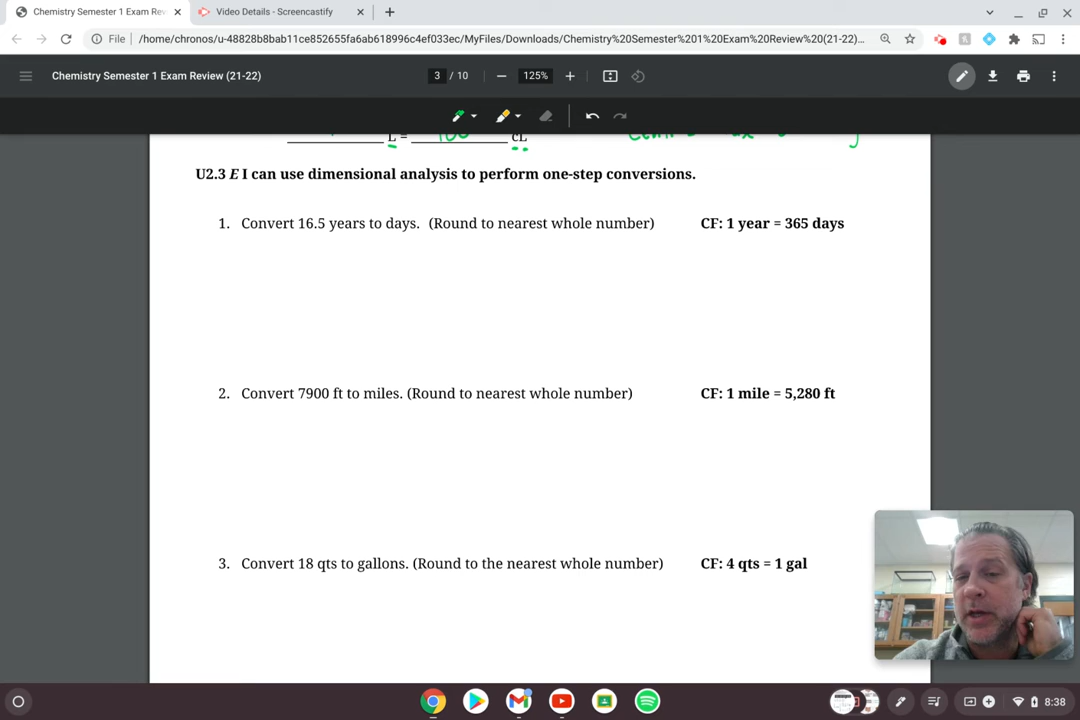 Chemistry Semester 1 Exam Rev
Video Details - Screencastify
File
/home/chronos/u-48828b8bab11ce852655fa6ab618996c4ef033ec/MyFiles/Downloads/Chemistry%20Semester%201%20Exam%20Review%20(21-22)...
Chemistry Semester 1 Exam Review (21-22)
3 / 10
125%
L = 100 cL
U2.3 E I can use dimensional analysis to perform one-step conversions.
1. Convert 16.5 years to days. (Round to nearest whole number) CF: 1 year = 365 days
2. Convert 7900 ft to miles. (Round to nearest whole number) CF: 1 mile = 5,280 ft
3. Convert 18 qts to gallons. (Round to the nearest whole number) CF: 4 qts = 1 gal
8:38